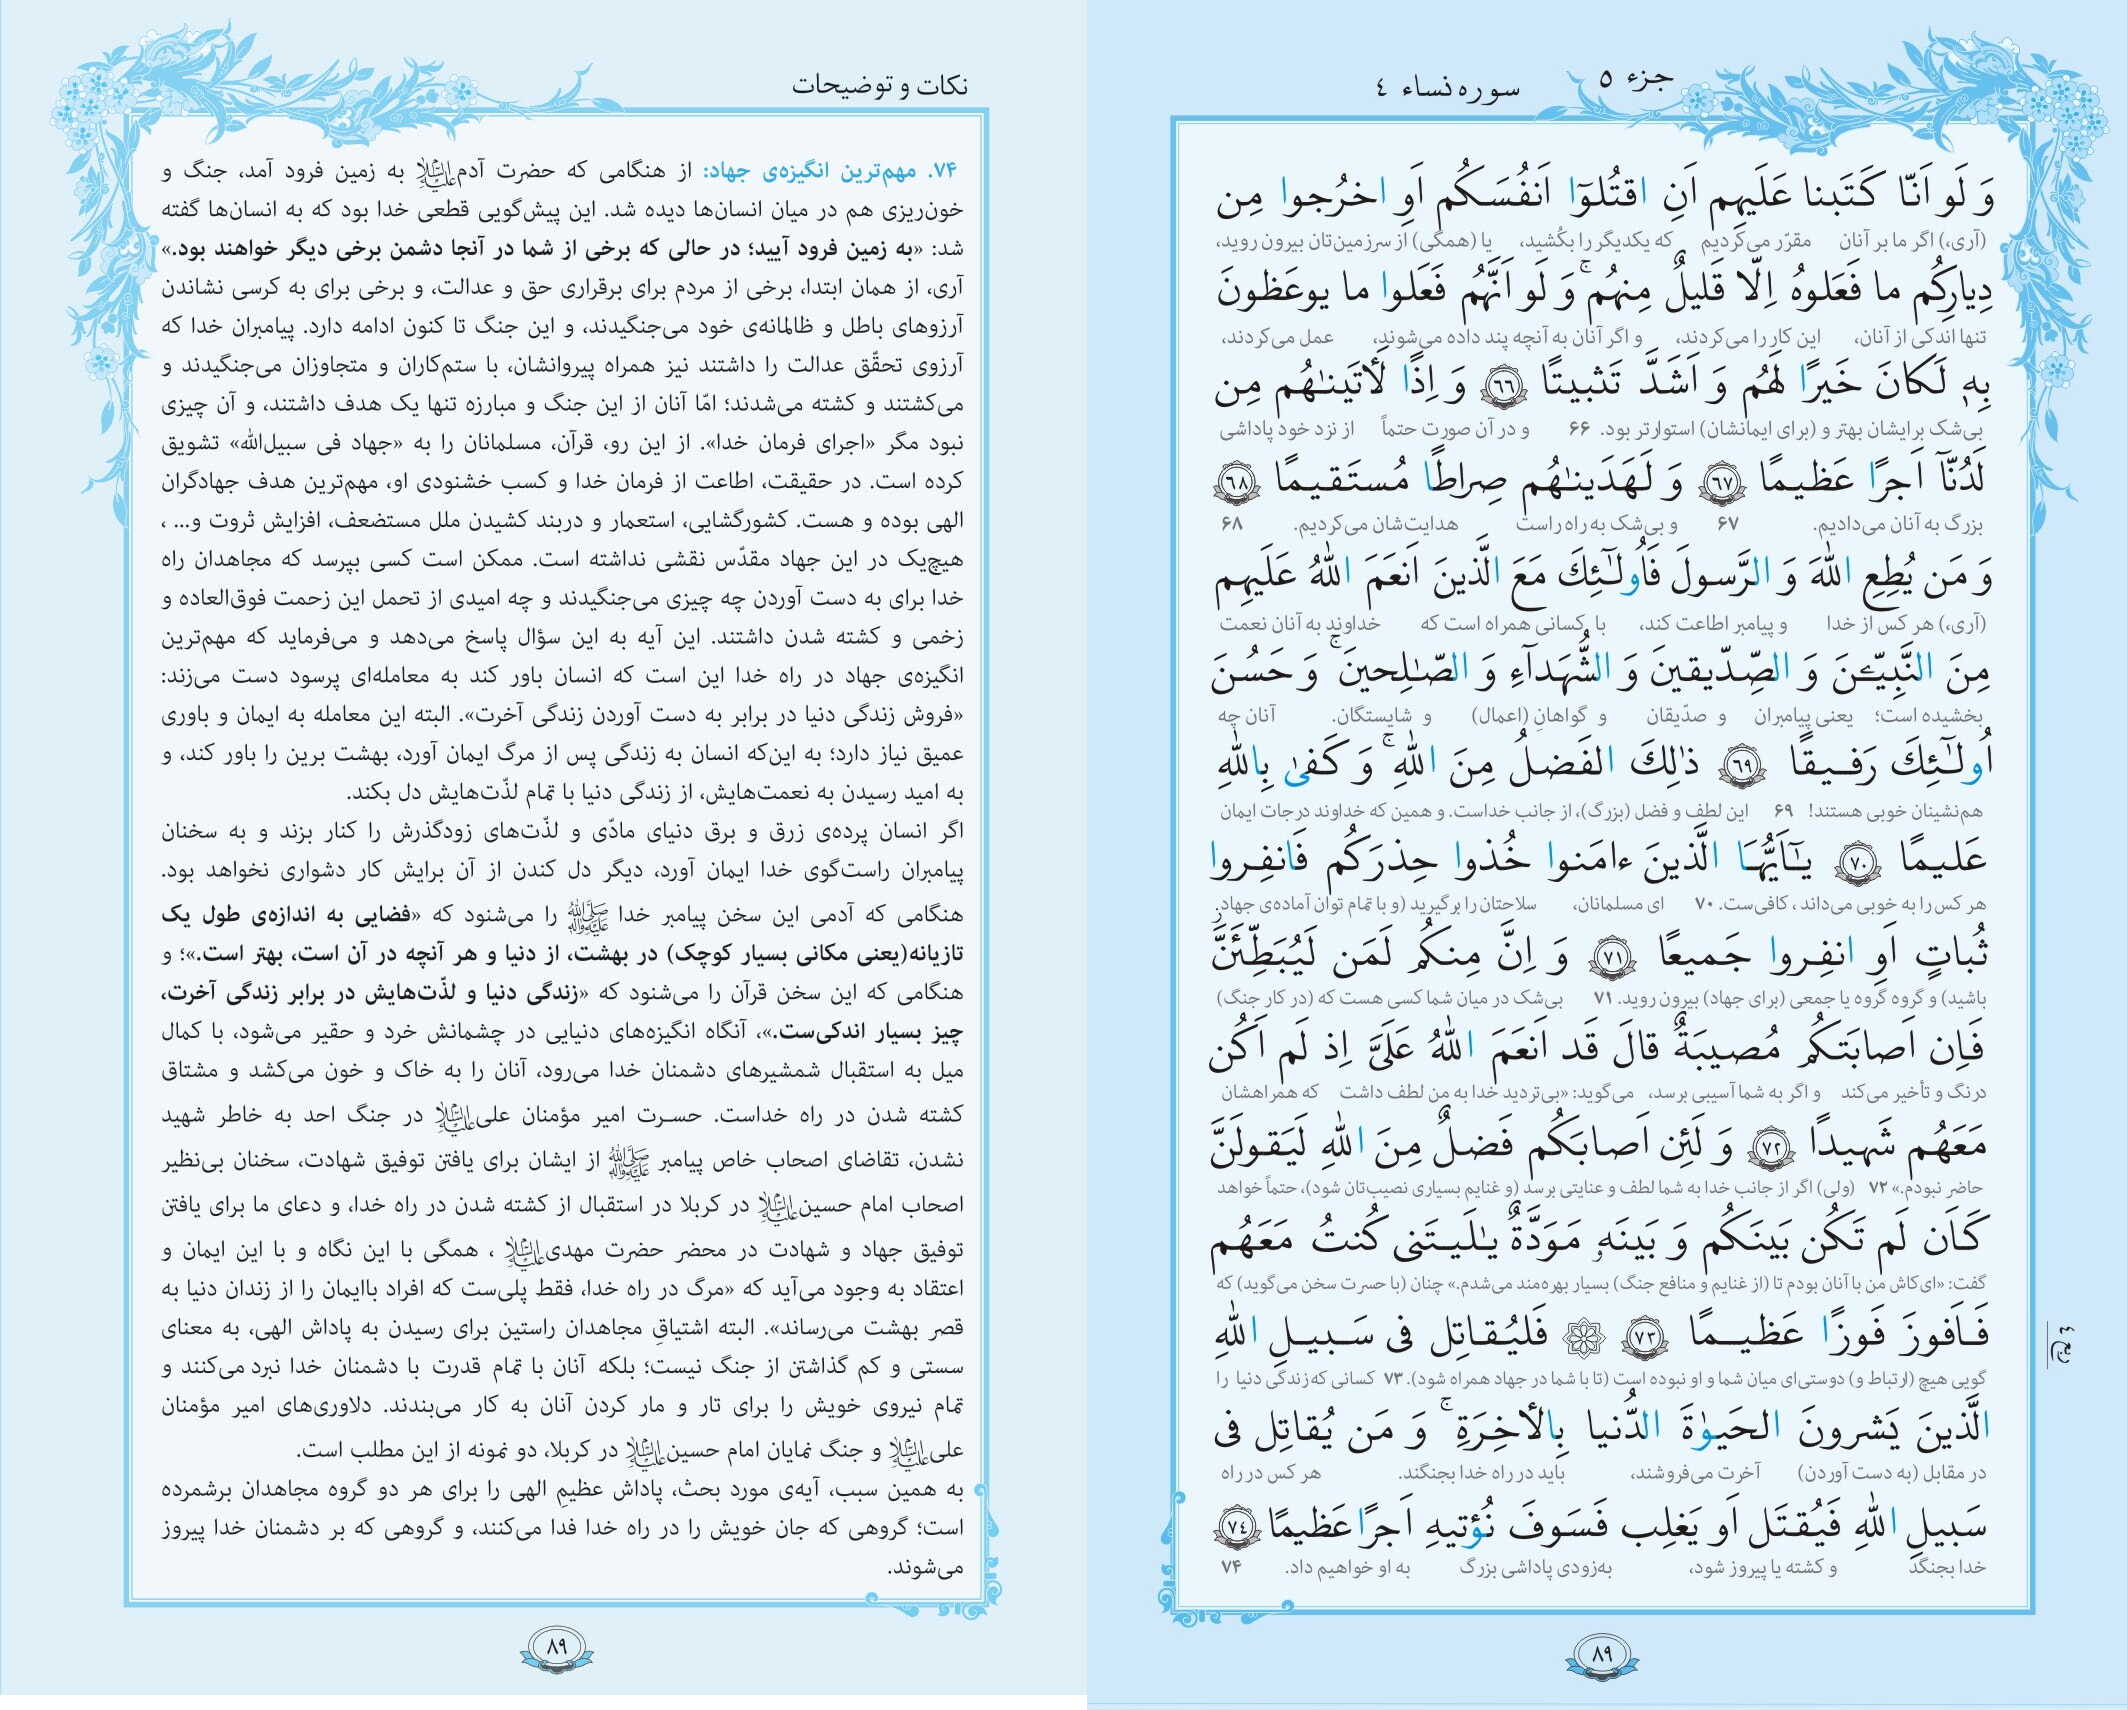 جزء ۵
سوره نساء ٤
وَ لَو اَنّا كَتَبنا عَلَيهِم اَنِ اقتُلوٓا اَنفُسَكُم اَوِ اخرُجوا مِن
(آری،) اگر ما بر آنان مقرّر می‌کردیم که یکدیگر را بکُشید، یا (همگی) از سرزمین‌تان بیرون روید،
دِيارِكُم ما فَعَلوهُ اِلّا قَليلٌ مِنهُم ۚ وَ لَو اَنَّهُم فَعَلوا ما يوعَظونَ
تنها اندکی از آنان، این کار را می‌کردند، و اگر آنان به آنچه پند داده می‌شوند، عمل می‌کردند،
بِهٖ لَكانَ خَيرًا لَهُم وَ اَشَدَّ تَثبيتًا ﴿٦٦﴾ وَ اِذًا لَأتَينٰهُم مِن
بی‌شک برایشان بهتر و (برای ایمانشان) استوارتر بود. ۶۶ و در آن صورت حتماً از نزد خود پاداشی
لَدُنّآ اَجرًا عَظيمًا ﴿٦٧﴾ وَ لَهَدَينٰهُم صِراطًا مُستَقيمًا ﴿٦٨﴾
بزرگ به آنان می‌دادیم. ۶۷ و بی‌شک به راه راست هدایت‌شان می‌کردیم. ۶۸
وَ مَن يُطِعِ اللهَ وَ الرَّسولَ فَاُولٰٓئِكَ مَعَ الَّذينَ اَنعَمَ اللهُ عَلَيهِم
(آری،) هر کس از خدا و پیامبر اطاعت کند، با کسانی همراه است که خداوند به آنان نعمت
مِنَ النَّبِيّـٖنَ وَ الصِّدّيقينَ وَ الشُّهَدآءِ وَ الصّٰلِحينَ ۚ وَ حَسُنَ
بخشیده است؛ یعنی پیامبران و صدّیقان و گواهانِ (اعمال) و شایستگان. آنان چه
اُولٰٓئِكَ رَفيقًا ﴿٦٩﴾ ذٰلِكَ الفَضلُ مِنَ اللهِ ۚ وَ كَفىٰ بِاللهِ
هم‌نشینان خوبی هستند! ۶۹ این لطف و فضل (بزرگ)، از جانب خداست. و همین که خداوند درجات ایمان
عَليمًا ﴿٧٠﴾ يٰٓاَيُّهَا الَّذينَ ءامَنوا خُذوا حِذرَكُم فَانفِروا
هر کس را به خوبی می‌داند، کافی‌ست. ۷۰ ای مسلمانان، سلاحتان را برگیرید (و با تمام توان آماده‌ی جهاد
ثُباتٍ اَوِ انفِروا جَميعًا ﴿٧١﴾ وَ اِنَّ مِنكُم لَمَن لَيُبَطِّئَنَّ
باشید) و گروه گروه یا جمعی (برای جهاد) بیرون روید. ۷۱ بی‌شک در میان شما کسی هست که (در کار جنگ)
فَاِن اَصابَتكُم مُصيبَةٌ قالَ قَد اَنعَمَ اللهُ عَلَيَّ اِذ لَم اَكُن
درنگ و تأخیر می‌کند و اگر به شما آسیبی برسد، می‌گوید: «بی‌تردید خدا به من لطف داشت که همراهشان
مَعَهُم شَهيدًا ﴿٧٢﴾ وَ لَئِن اَصابَكُم فَضلٌ مِنَ اللهِ لَيَقولَنَّ
حاضر نبودم.» ۷۲ (ولی) اگر از جانب خدا به شما لطف و عنایتی برسد (و غنایم بسیاری نصیب‌تان شود)، حتماً خواهد
كَاَن لَم تَكُن بَينَكُم وَ بَينَهٗ مَوَدَّةٌ يٰلَيتَني كُنتُ مَعَهُم
گفت: «ای‌کاش من با آنان بودم تا (از غنایم و منافع جنگ) بسیار بهره‌مند می‌شدم.» چنان (با حسرت سخن می‌گوید) که
فَاَفوزَ فَوزًا عَظيمًا ﴿٧٣﴾ فَليُقاتِل في سَبيلِ اللهِ
گویی هیچ (ارتباط و) دوستی‌ای میان شما و او نبوده است (تا با شما در جهاد همراه شود). ۷۳ کسانی که زندگی دنیا را
الَّذينَ يَشرونَ الحَيوٰةَ الدُّنيا بِالأخِرَةِ ۚ وَ مَن يُقاتِل في
در مقابل (به دست آوردن) آخرت می‌فروشند، باید در راه خدا بجنگند. هر کس در راه
سَبيلِ اللهِ فَيُقتَل اَو يَغلِب فَسَوفَ نُؤتيهِ اَجرًا عَظيمًا ﴿٧٤﴾
خدا بجنگد و کشته یا پیروز شود، به‌زودی پاداشی بزرگ به او خواهیم داد. ۷۴
ربع ٤
۸۹
نکات و توضیحات
۷۴. مهم‌ترین انگیزه‌ی جهاد: از هنگامی که حضرت آدم علیه‌السلام به زمین فرود آمد، جنگ و
خون‌ریزی هم در میان انسان‌ها دیده شد. این پیش‌گویی قطعی خدا بود که به انسان‌ها گفته
شد: «به زمین فرود آیید؛ در حالی که برخی از شما در آنجا دشمن برخی دیگر خواهند بود.»
آری، از همان ابتدا، برخی از مردم برای برقراری حق و عدالت، و برخی برای به کرسی نشاندن
آرزوهای باطل و ظالمانه‌ی خود می‌جنگیدند، و این جنگ تا کنون ادامه دارد. پیامبران خدا که
آرزوی تحقّق عدالت را داشتند نیز همراه پیروانشان، با ستم‌کاران و متجاوزان می‌جنگیدند و
می‌کشتند و کشته می‌شدند؛ امّا آنان از این جنگ و مبارزه تنها یک هدف داشتند، و آن چیزی
نبود مگر «اجرای فرمان خدا». از این رو، قرآن، مسلمانان را به «جهاد فی سبیل‌الله» تشویق
کرده است. در حقیقت، اطاعت از فرمان خدا و کسب خشنودی او، مهم‌ترین هدف جهادگران
الهی بوده و هست. کشورگشایی، استعمار و دربند کشیدن ملل مستضعف، افزایش ثروت و... ،
هیچ‌یک در این جهاد مقدّس نقشی نداشته است. ممکن است کسی بپرسد که مجاهدان راه
خدا برای به دست آوردن چه چیزی می‌جنگیدند و چه امیدی از تحمل این زحمت فوق‌العاده و
زخمی و کشته شدن داشتند. این آیه به این سؤال پاسخ می‌دهد و می‌فرماید که مهم‌ترین
انگیزه‌ی جهاد در راه خدا این است که انسان باور کند به معامله‌ای پرسود دست می‌زند:
«فروش زندگی دنیا در برابر به دست آوردن زندگی آخرت». البته این معامله به ایمان و باوری
عمیق نیاز دارد؛ به این‌که انسان به زندگی پس از مرگ ایمان آورد، بهشت برین را باور کند، و
به امید رسیدن به نعمت‌هایش، از زندگی دنیا با تمام لذّت‌هایش دل بکند.
اگر انسان پرده‌ی زرق و برق دنیای مادّی و لذّت‌های زودگذرش را کنار بزند و به سخنان
پیامبران راست‌گوی خدا ایمان آورد، دیگر دل کندن از آن برایش کار دشواری نخواهد بود.
هنگامی که آدمی این سخن پیامبر خدا ﷺ را می‌شنود که «فضایی به اندازه‌ی طول یک
تازیانه(یعنی مکانی بسیار کوچک) در بهشت، از دنیا و هر آنچه در آن است، بهتر است.»؛ و
هنگامی که این سخن قرآن را می‌شنود که «زندگی دنیا و لذّت‌هایش در برابر زندگی آخرت،
چیز بسیار اندکی‌ست.»، آنگاه انگیزه‌های دنیایی در چشمانش خرد و حقیر می‌شود، با کمال
میل به استقبال شمشیرهای دشمنان خدا می‌رود، آنان را به خاک و خون می‌کشد و مشتاق
کشته شدن در راه خداست. حسرت امیر مؤمنان علی علیه‌السلام در جنگ احد به خاطر شهید
نشدن، تقاضای اصحاب خاص پیامبر ﷺ از ایشان برای یافتن توفیق شهادت، سخنان بی‌نظیر
اصحاب امام حسین علیه‌السلام در کربلا در استقبال از کشته شدن در راه خدا، و دعای ما برای یافتن
توفیق جهاد و شهادت در محضر حضرت مهدی علیه‌السلام ، همگی با این نگاه و با این ایمان و
اعتقاد به وجود می‌آید که «مرگ در راه خدا، فقط پلی‌ست که افراد باایمان را از زندان دنیا به
قصر بهشت می‌رساند». البته اشتیاقِ مجاهدان راستین برای رسیدن به پاداش الهی، به معنای
سستی و کم گذاشتن از جنگ نیست؛ بلکه آنان با تمام قدرت با دشمنان خدا نبرد می‌کنند و
تمام نیروی خویش را برای تار و مار کردن آنان به کار می‌بندند. دلاوری‌های امیر مؤمنان
علی علیه‌السلام و جنگ نمایان امام حسین علیه‌السلام در کربلا، دو نمونه از این مطلب است.
به همین سبب، آیه‌ی مورد بحث، پاداش عظیمِ الهی را برای هر دو گروه مجاهدان برشمرده
است؛ گروهی که جان خویش را در راه خدا فدا می‌کنند، و گروهی که بر دشمنان خدا پیروز
می‌شوند.
۸۹